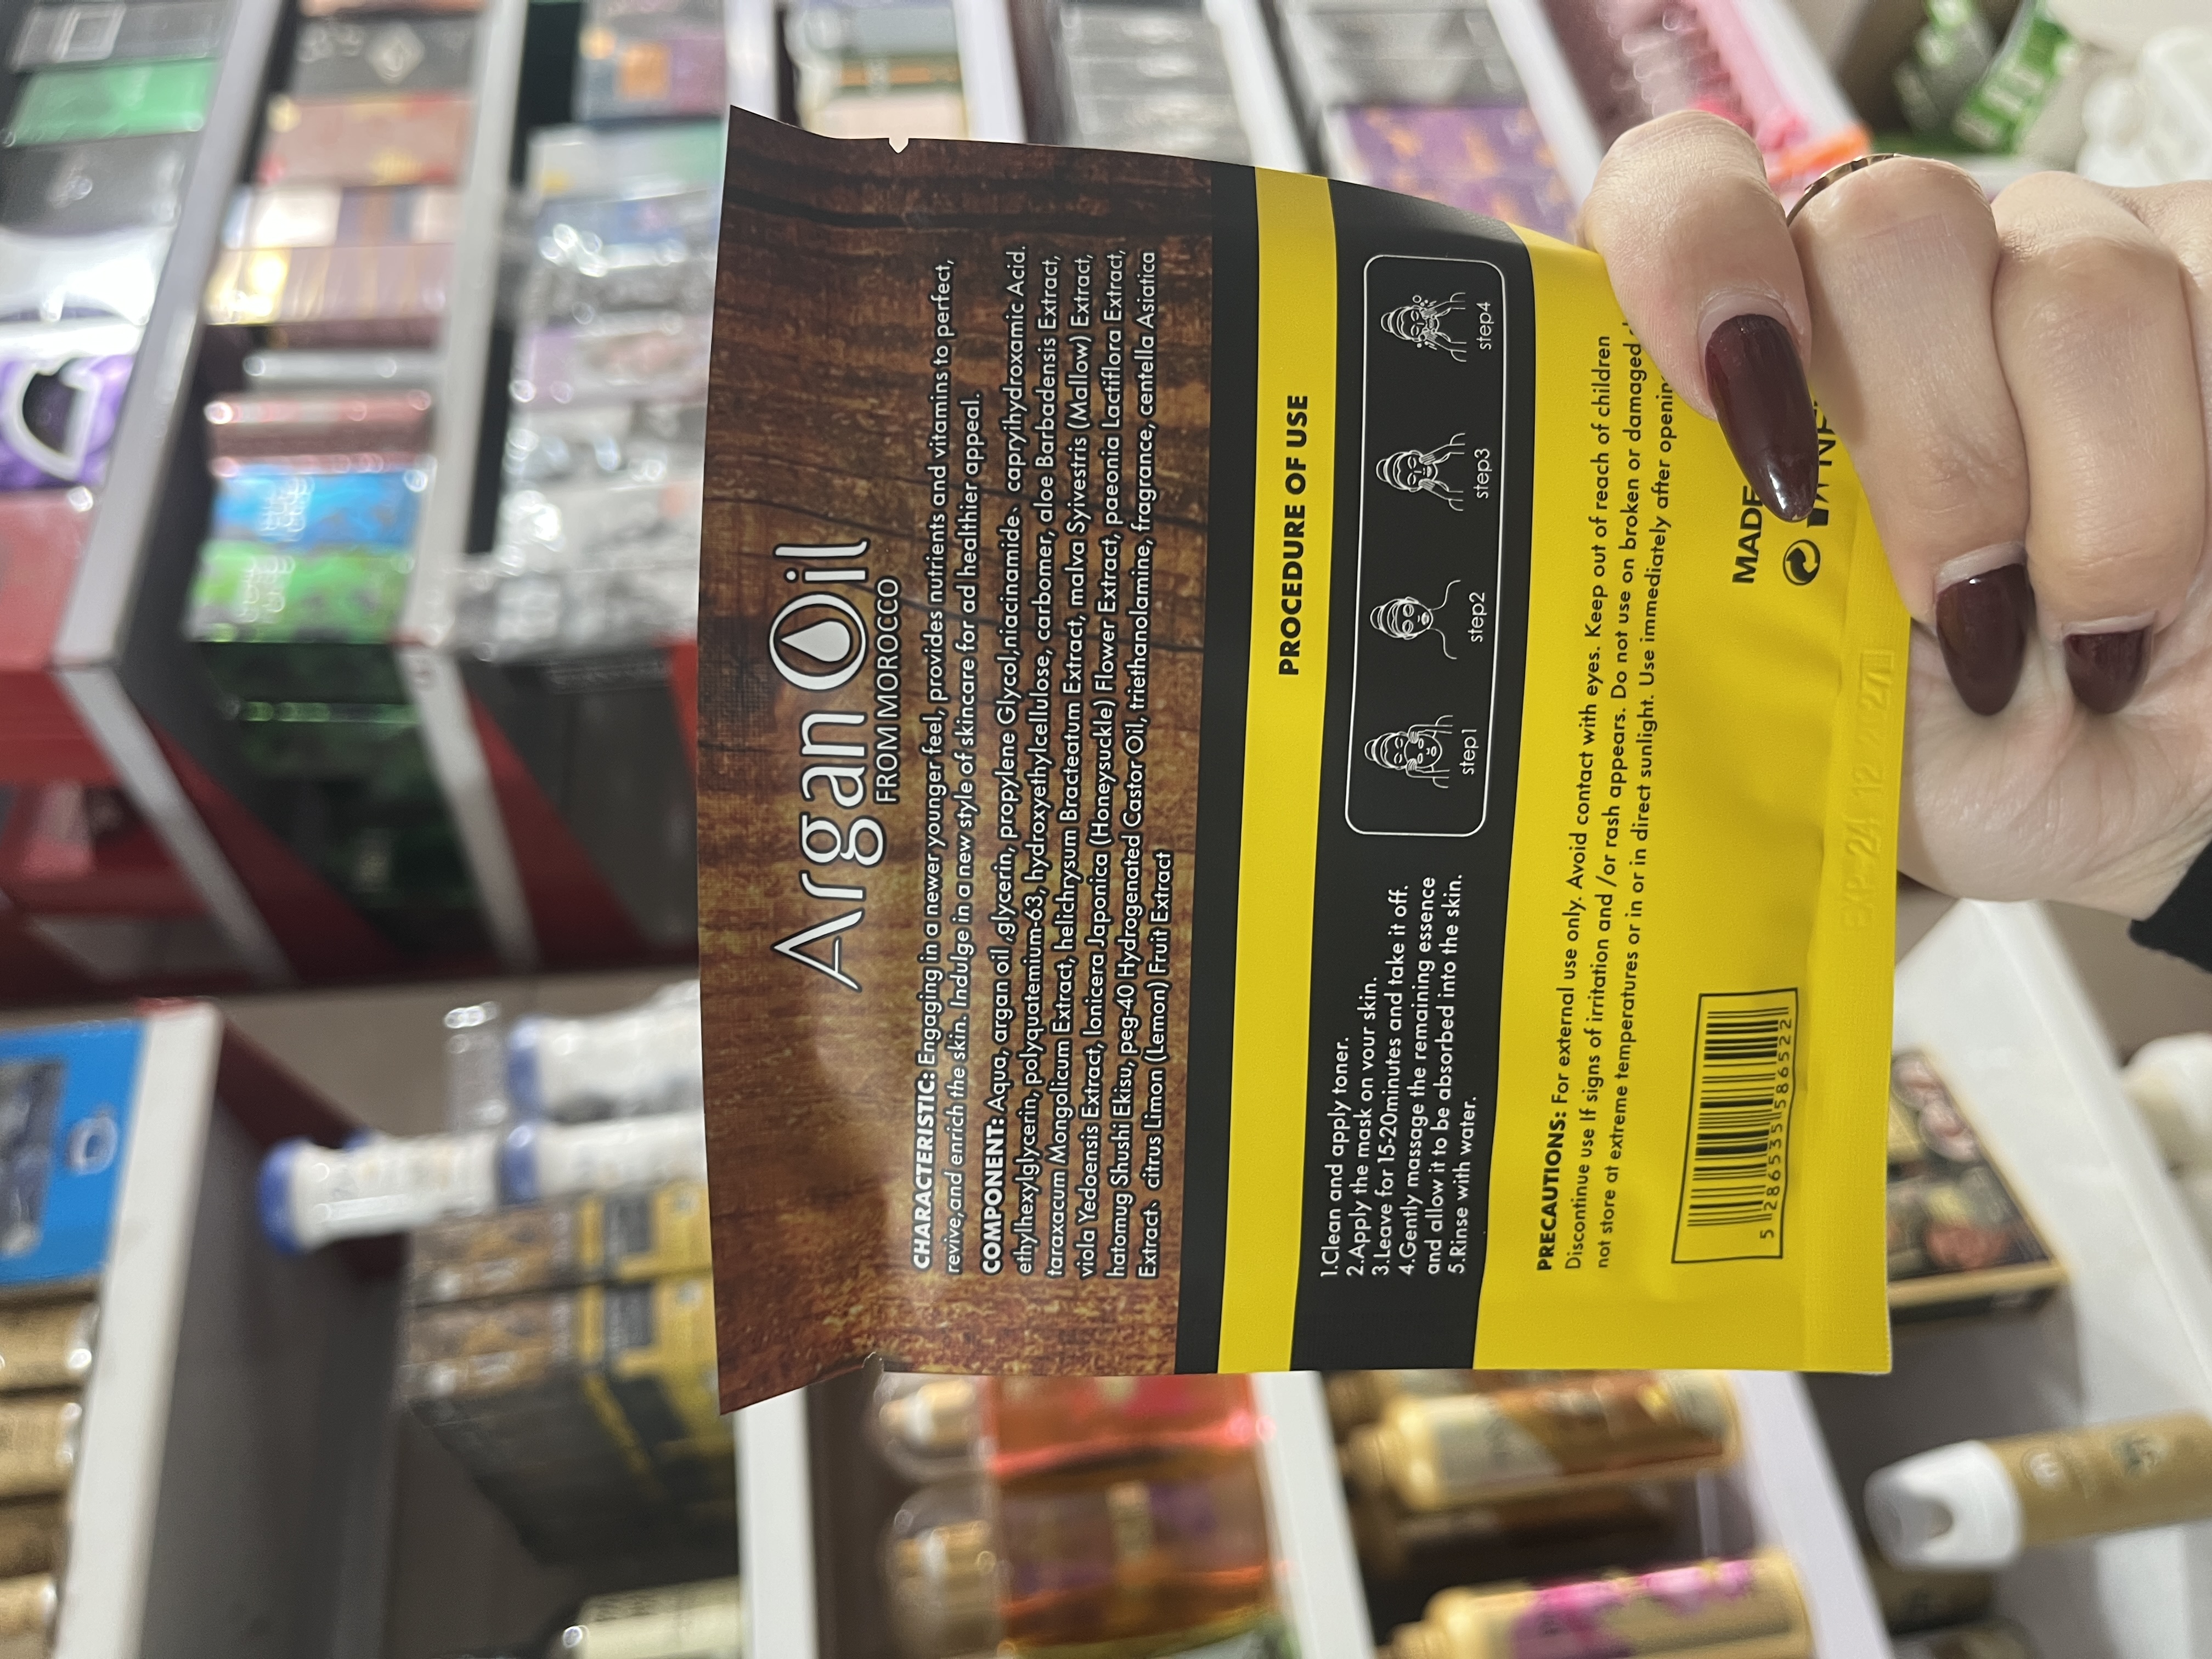 Argan Oil
FROM MOROCCO
CHARACTERISTIC: Engaging in a newer younger feel, provides nutrients and vitamins to perfect,
revive,and enrich the skin. Indulge in a new style of skincare for ad healthier appeal.
COMPONENT: Aqua, argan oil ,glycerin, propylene Glycol,niacinamide、capryihydroxamic Acid.
ethylhexylglycerin, polyquatemium-63, hydroxyethylcellulose, carbomer, aloe Barbadensis Extract,
taraxacum Mongolicum Extract, helichrysum Bracteatum Extract, malva Syivestris (Mallow) Extract,
viola Yedoensis Extract, lonicera Japonica (Honeysuckle) Flower Extract, paeonia Lactiflora Extract,
hatomug Shushi Ekisu, peg-40 Hydrogenated Castor Oil, triethanolamine, fragrance, centella Asiatica
Extract、citrus Limon (Lemon) Fruit Extract
PROCEDURE OF USE
1.Clean and apply toner.
2.Apply the mask on your skin.
3.Leave for 15-20minutes and take it off.
4.Gently massage the remaining essence
and allow it to be absorbed into the skin.
5.Rinse with water.
step1 step2 step3 step4
PRECAUTIONS: For external use only. Avoid contact with eyes. Keep out of reach of children
Discontinue use If signs of irritation and /or rash appears. Do not use on broken or damaged
not store at extreme temperatures or in or in direct sunlight. Use immediately after opening
MADE
5 286535 586522
EXP 24 12 27